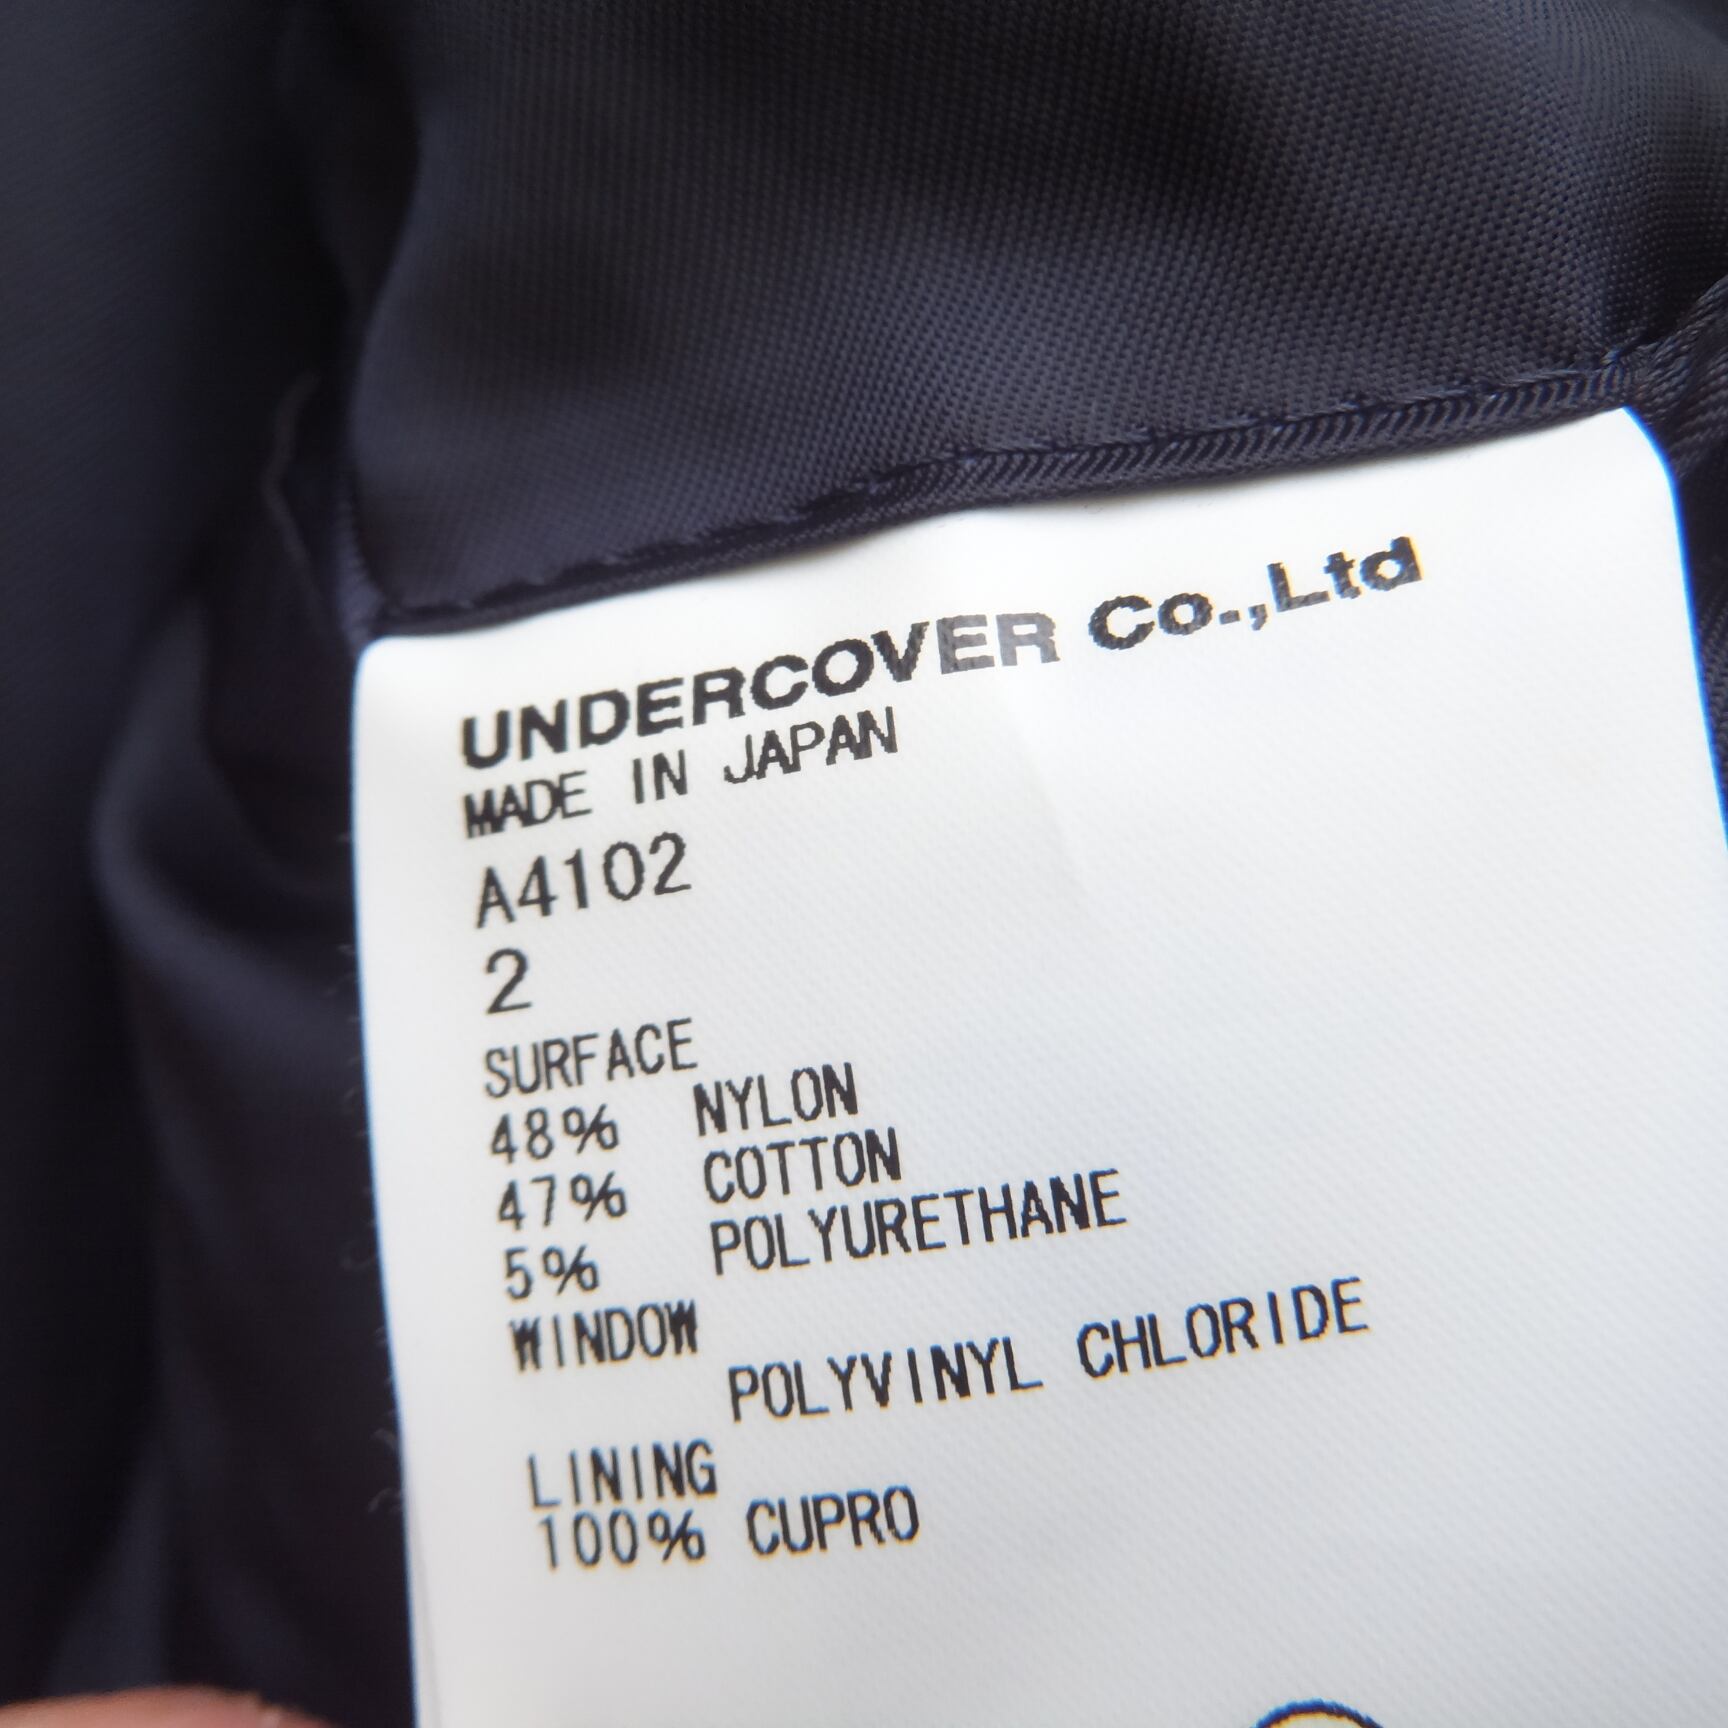 UNDERCOVER Co.,Ltd
MADE IN JAPAN
A4102
2
SURFACE
48% NYLON
47% COTTON
5% POLYURETHANE
WINDOW
POLYVINYL CHLORIDE
LINING
100% CUPRO